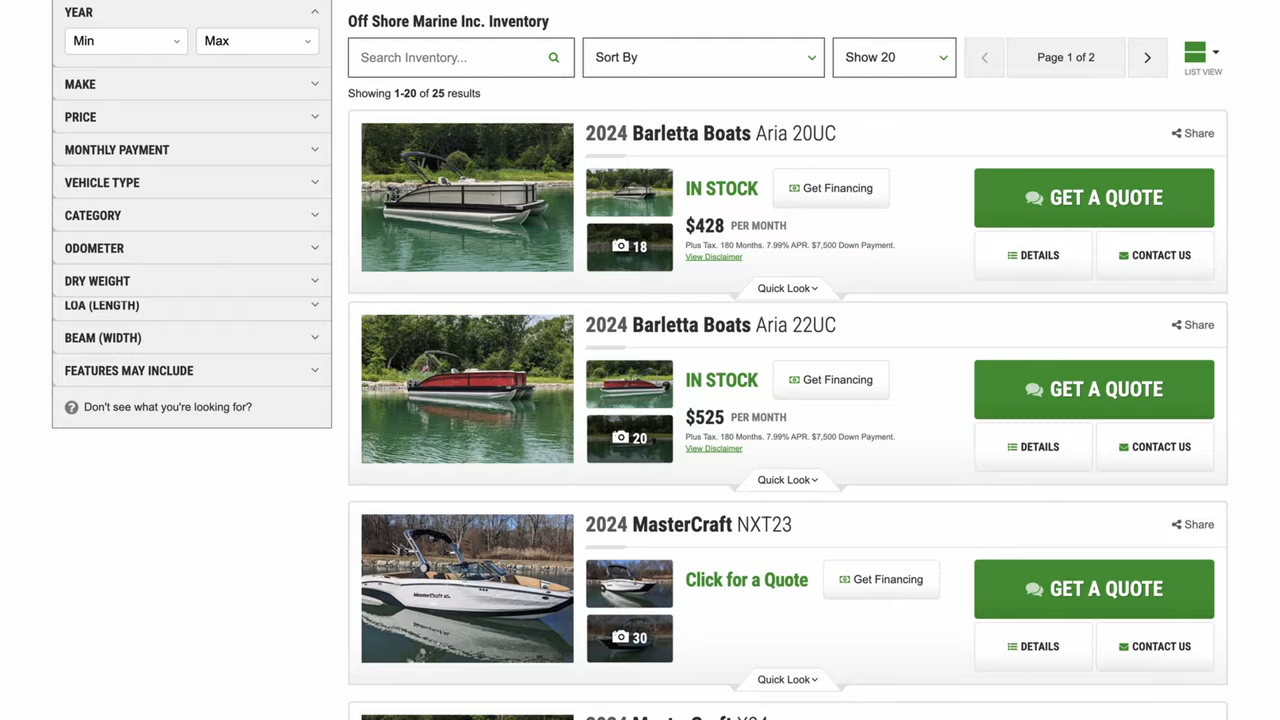 YEAR
Min
Max
MAKE
PRICE
MONTHLY PAYMENT
VEHICLE TYPE
CATEGORY
ODOMETER
DRY WEIGHT
LOA (LENGTH)
BEAM (WIDTH)
FEATURES MAY INCLUDE
? Don't see what you're looking for?
Off Shore Marine Inc. Inventory
Search Inventory...
Sort By
Show 20
Page 1 of 2
LIST VIEW
Showing 1-20 of 25 results
2024 Barletta Boats Aria 20UC
Share
18
IN STOCK
Get Financing
$428 PER MONTH
Plus Tax. 180 Months. 7.99% APR. $7,500 Down Payment.
View Disclaimer
GET A QUOTE
DETAILS
CONTACT US
Quick Look
2024 Barletta Boats Aria 22UC
Share
20
IN STOCK
Get Financing
$525 PER MONTH
Plus Tax. 180 Months. 7.99% APR. $7,500 Down Payment.
View Disclaimer
GET A QUOTE
DETAILS
CONTACT US
Quick Look
2024 MasterCraft NXT23
Share
MasterCraft
30
Click for a Quote
Get Financing
GET A QUOTE
DETAILS
CONTACT US
Quick Look